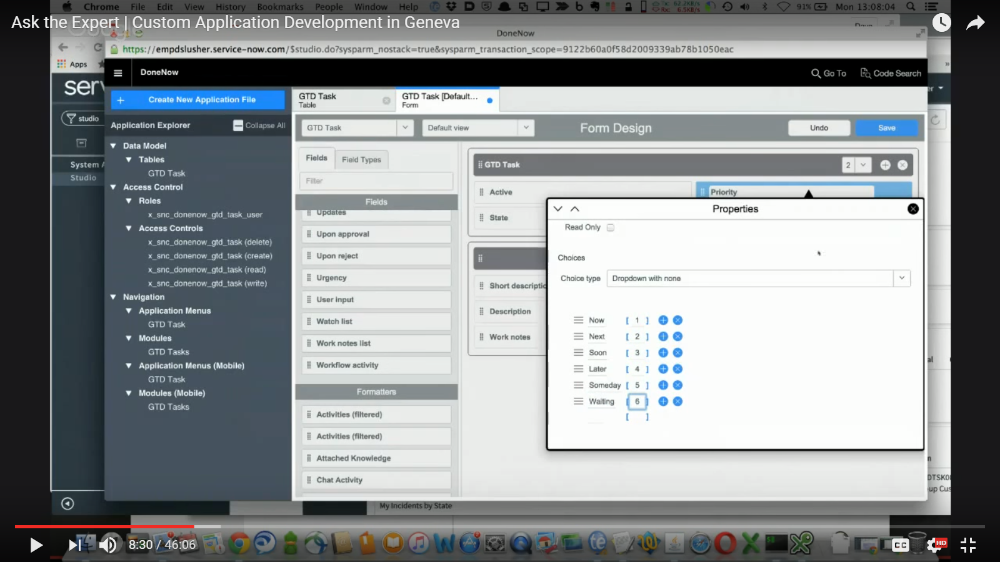 Chrome File Edit View History Bookmarks People Window Help 62.2KB/s 6.5KB/s 91% Mon 13:08:04
Ask the Expert | Custom Application Development in Geneva
DoneNow
https://empdslusher.service-now.com/$studio.do?sysparm_nostack=true&sysparm_transaction_scope=9122b60a0f58d2009339ab78b1050eac
Apps
DoneNow
Go To
Code Search
serv
studio
System A
Studio
Create New Application File
Application Explorer
Collapse All
Data Model
Tables
GTD Task
Access Control
Roles
x_snc_donenow_gtd_task_user
Access Controls
x_snc_donenow_gtd_task (delete)
x_snc_donenow_gtd_task (create)
x_snc_donenow_gtd_task (read)
x_snc_donenow_gtd_task (write)
Navigation
Application Menus
GTD Task
Modules
GTD Tasks
Application Menus (Mobile)
GTD Task
Modules (Mobile)
GTD Tasks
GTD Task
Table
GTD Task [Default...
Form
GTD Task
Default view
Form Design
Undo
Save
Fields
Field Types
Filter
Fields
Updates
Upon approval
Upon reject
Urgency
User input
Watch list
Work notes list
Workflow activity
Formatters
Activities (filtered)
Activities (filtered)
Attached Knowledge
Chat Activity
GTD Task
2
Active
Priority
State
Short descriptio
Description
Work notes
Properties
Read Only
Choices
Choice type
Dropdown with none
Now [ 1 ]
Next [ 2 ]
Soon [ 3 ]
Later [ 4 ]
Someday [ 5 ]
Waiting [ 6 ]
[ ]
My Incidents by State
8:30 / 46:06
CC
HD